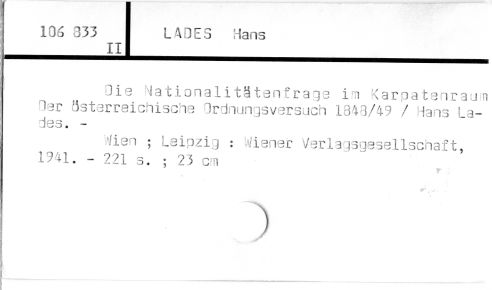 106 833 LADES Hans
II
Die Nationalitätenfrage im Karpatenraum
Der österreichische Ordnungsversuch 1848/49 / Hans La-
des. -
Wien ; Leipzig : Wiener Verlagsgesellschaft,
1941. - 221 s. ; 23 cm